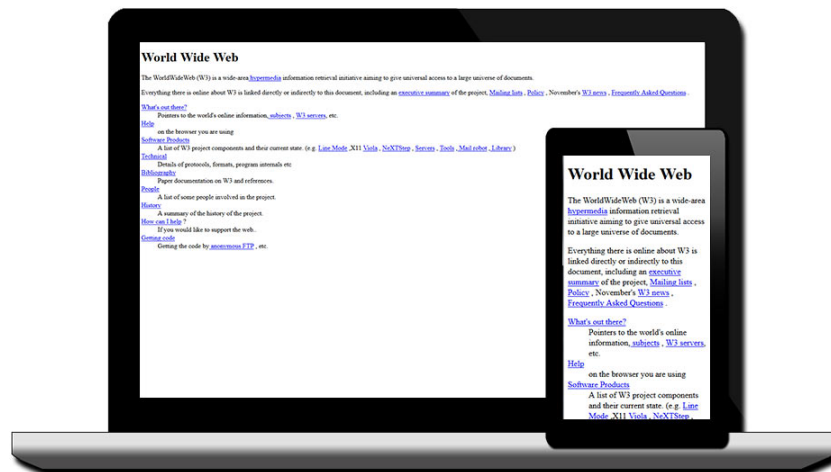 World Wide Web
The WorldWideWeb (W3) is a wide-area hypermedia information retrieval initiative aiming to give universal access to a large universe of documents.
Everything there is online about W3 is linked directly or indirectly to this document, including an executive summary of the project, Mailing lists , Policy , November's W3 news , Frequently Asked Questions .
What's out there?
Pointers to the world's online information, subjects , W3 servers, etc.
Help
on the browser you are using
Software Products
A list of W3 project components and their current state. (e.g. Line Mode ,X11 Viola , NeXTStep , Servers , Tools , Mail robot , Library )
Technical
Details of protocols, formats, program internals etc
Bibliography
Paper documentation on W3 and references.
People
A list of some people involved in the project.
History
A summary of the history of the project.
How can I help ?
If you would like to support the web..
Getting code
Getting the code by anonymous FTP , etc.
World Wide Web
The WorldWideWeb (W3) is a wide-area
hypermedia information retrieval
initiative aiming to give universal access
to a large universe of documents.
Everything there is online about W3 is
linked directly or indirectly to this
document, including an executive
summary of the project, Mailing lists ,
Policy , November's W3 news ,
Frequently Asked Questions .
What's out there?
Pointers to the world's online
information, subjects , W3 servers,
etc.
Help
on the browser you are using
Software Products
A list of W3 project components
and their current state. (e.g. Line
Mode ,X11 Viola , NeXTStep ,